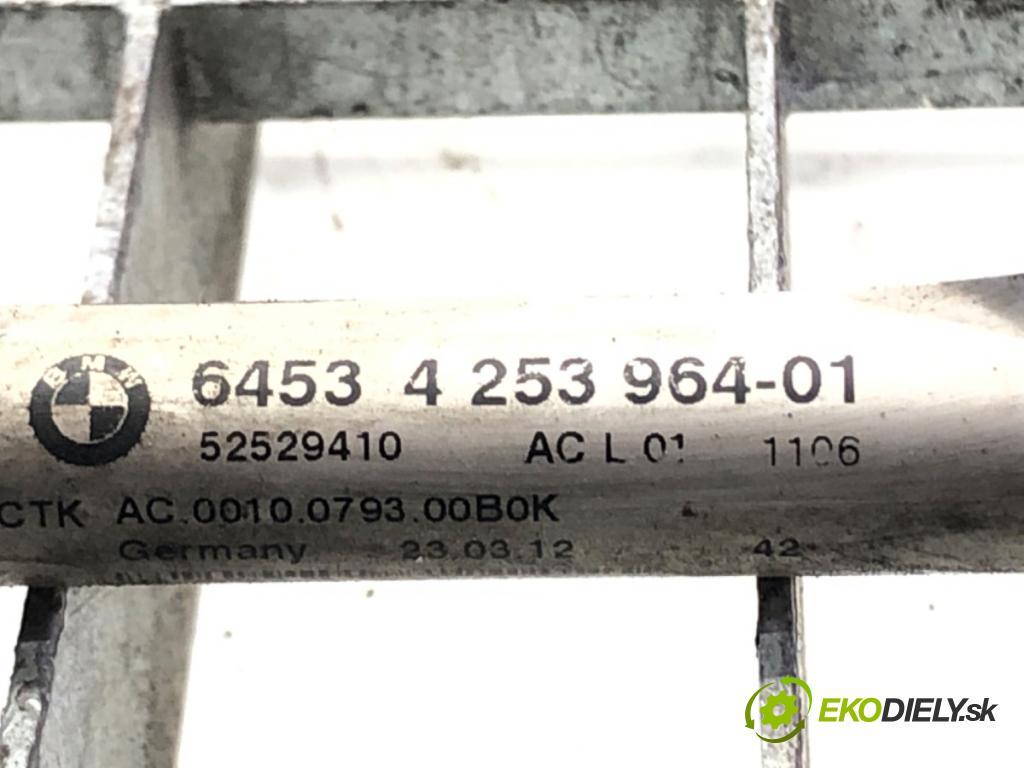 BMW
6453 4 253 964-01
52529410 AC L 01 1106
CTK AC.0010.0793.00B0K
Germany 23.03.12 42
EKODIELY.sk